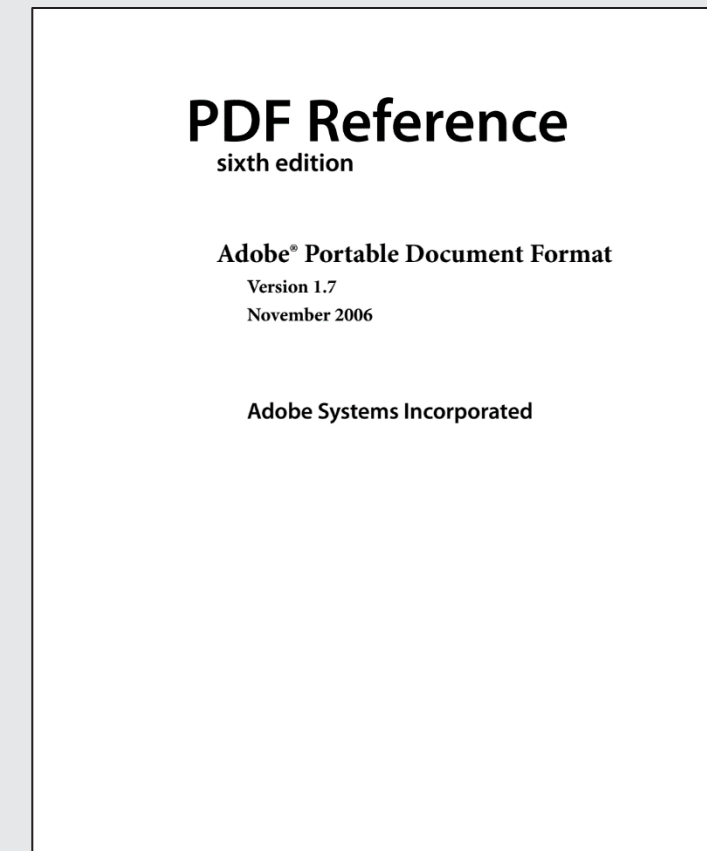 PDF Reference
sixth edition
Adobe® Portable Document Format
Version 1.7
November 2006
Adobe Systems Incorporated